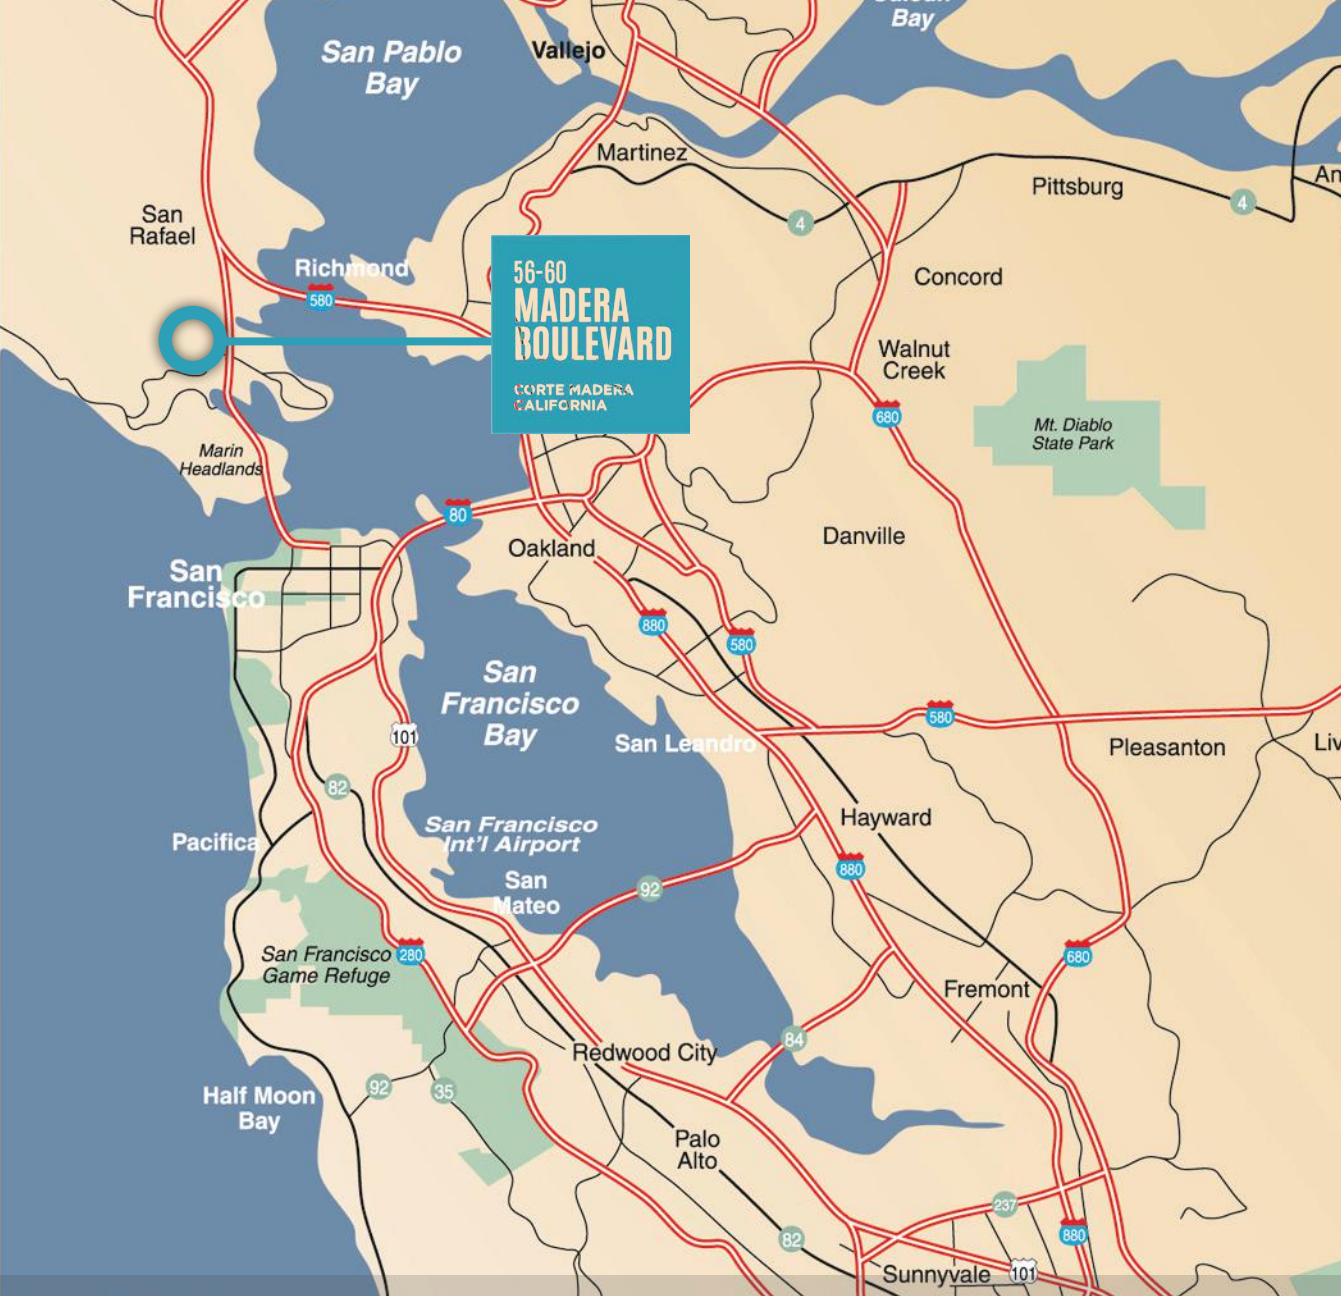 San Pablo
Bay
Vallejo
Bay
Martinez
Pittsburg
4
4
San
Rafael
Richmond
580
Concord
56-60
MADERA
BOULEVARD
CORTE MADERA
CALIFORNIA
Walnut
Creek
680
Mt. Diablo
State Park
Marin
Headlands
80
Oakland
Danville
San
Francisco
880
580
San
Francisco
Bay
101
580
San Leandro
Pleasanton
82
Hayward
San Francisco
Int'l Airport
Pacifica
880
San
Mateo
92
San Francisco
Game Refuge
280
680
Fremont
84
Redwood City
92
35
Half Moon
Bay
Palo
Alto
237
82
880
Sunnyvale
101